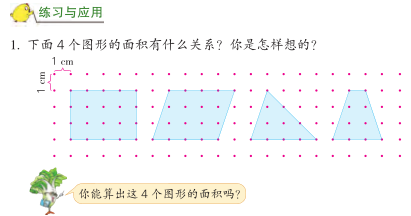 练习与应用
1. 下面 4 个图形的面积有什么关系？你是怎样想的？
1 cm
1 cm
你能算出这 4 个图形的面积吗？